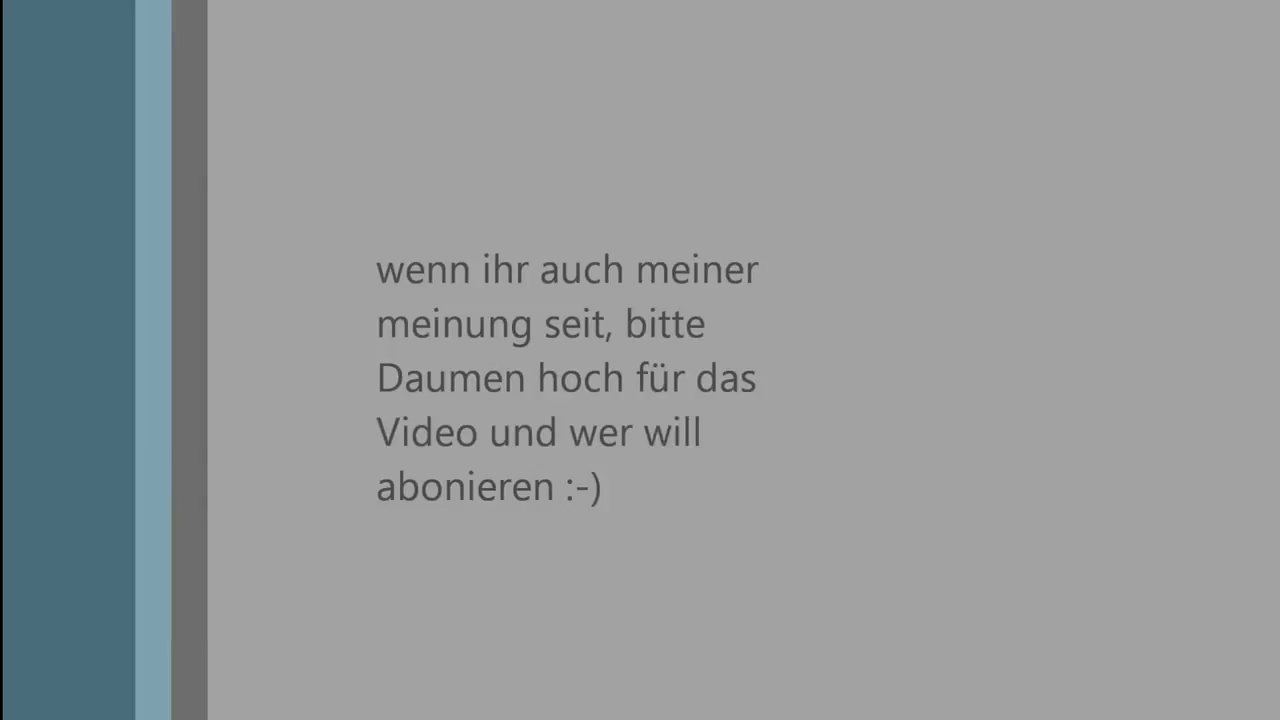 wenn ihr auch meiner
meinung seit, bitte
Daumen hoch für das
Video und wer will
abonieren :-)